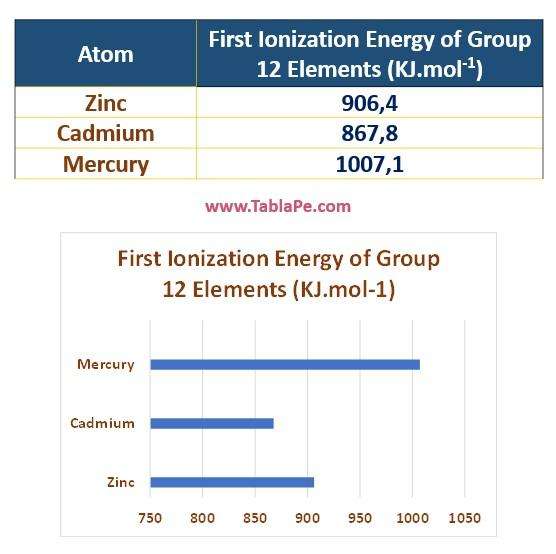 Atom
First Ionization Energy of Group
12 Elements (KJ.mol-1)
Zinc 906,4
Cadmium 867,8
Mercury 1007,1
www.TablaPe.com
First Ionization Energy of Group
12 Elements (KJ.mol-1)
Mercury
Cadmium
Zinc
750 800 850 900 950 1000 1050